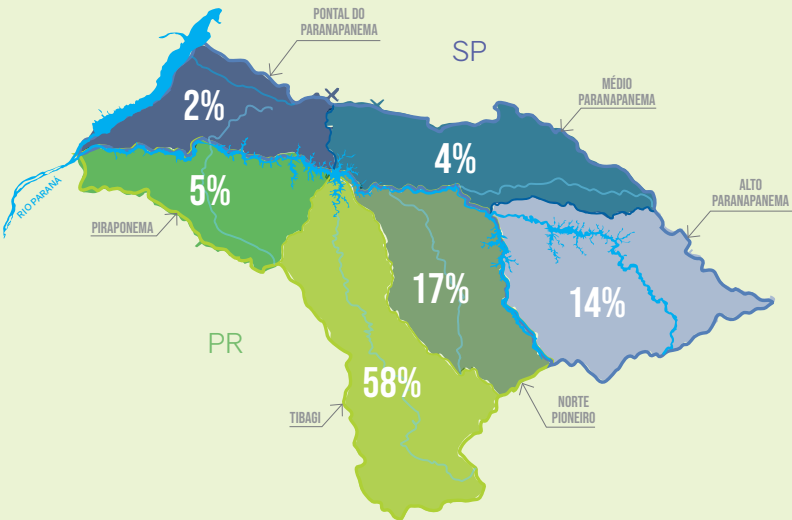 PONTAL DO
PARANAPANEMA
SP
MÉDIO
PARANAPANEMA
2%
4%
ALTO
PARANAPANEMA
5%
RIO PARANÁ
PIRAPONEMA
17%
14%
PR
58%
TIBAGI
NORTE
PIONEIRO